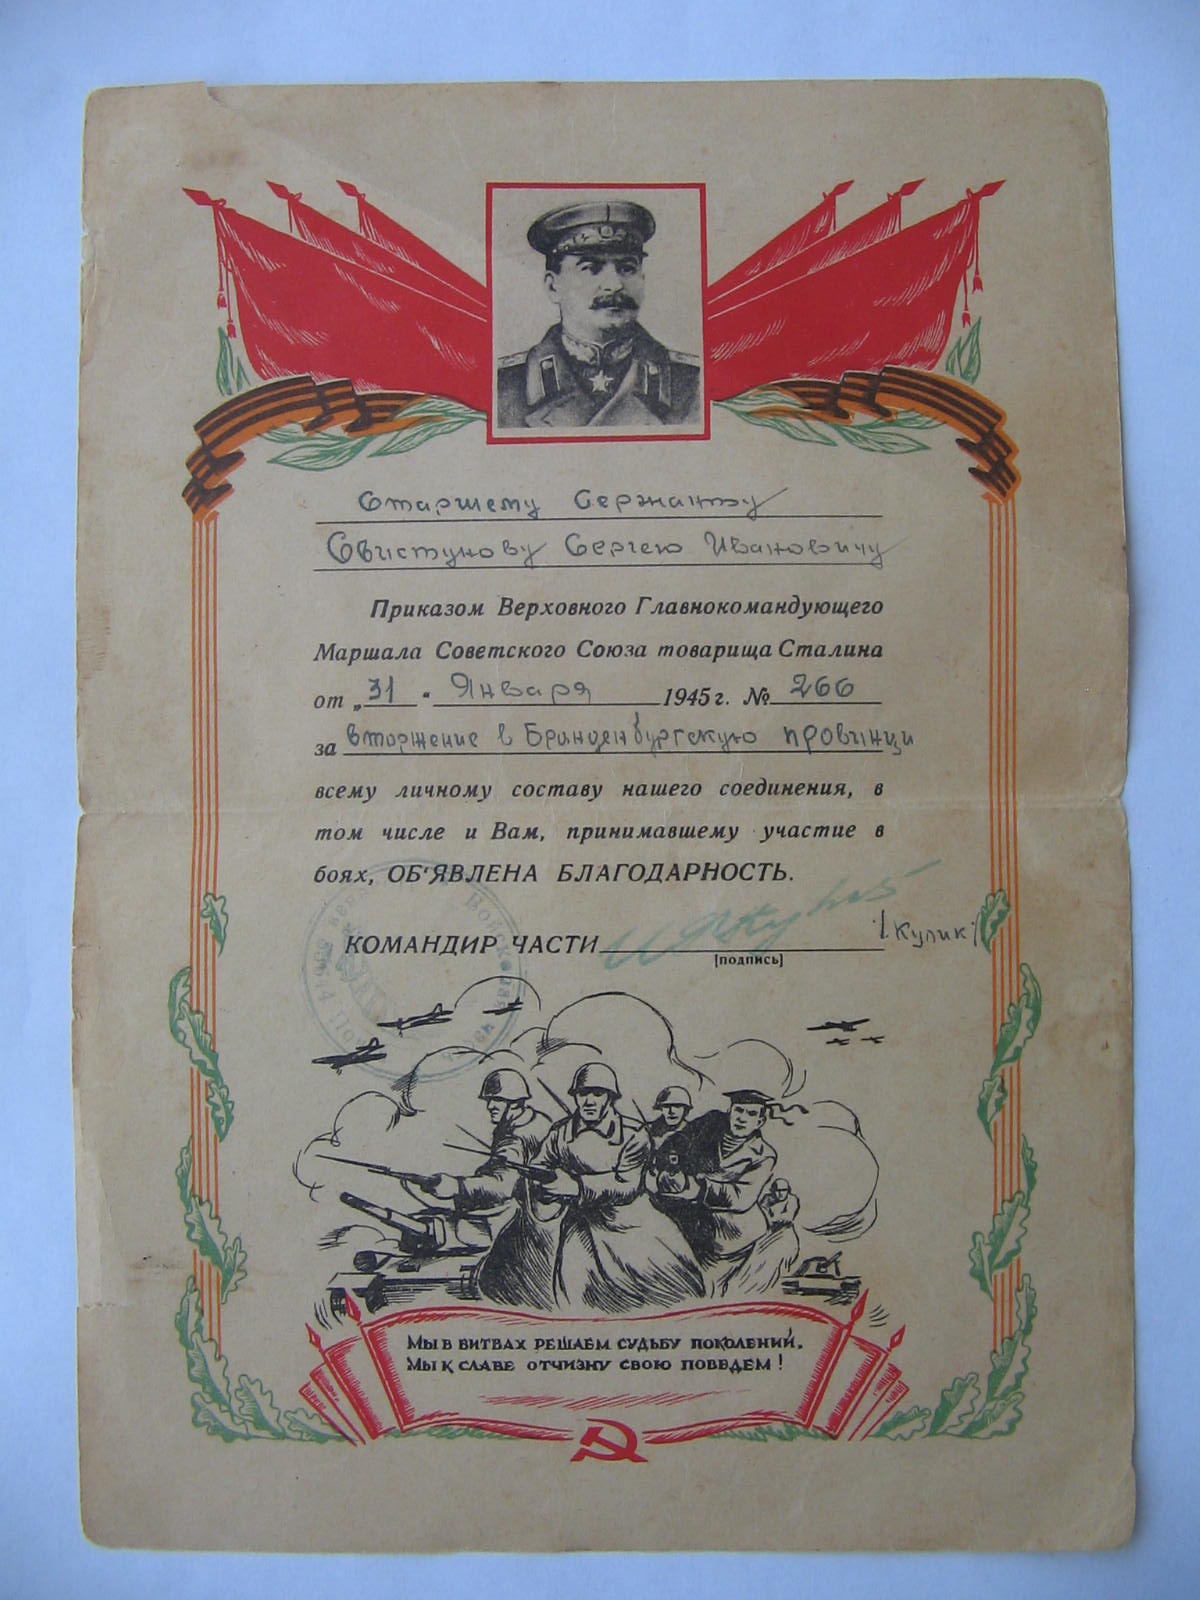 Старшему Сержанту
Свистунову Сергею Ивановичу
Приказом Верховного Главнокомандующего
Маршала Советского Союза товарища Сталина
от „31" Января 1945 г. № 266
за вторжение в Бранденбургскую провинци
всему личному составу нашего соединения, в
том числе и Вам, принимавшему участие в
боях, ОБ'ЯВЛЕНА БЛАГОДАРНОСТЬ.
КОМАНДИР ЧАСТИ /Кулик/
[подпись]
Мы в битвах решаем судьбу поколений.
Мы к славе отчизну свою поведем!